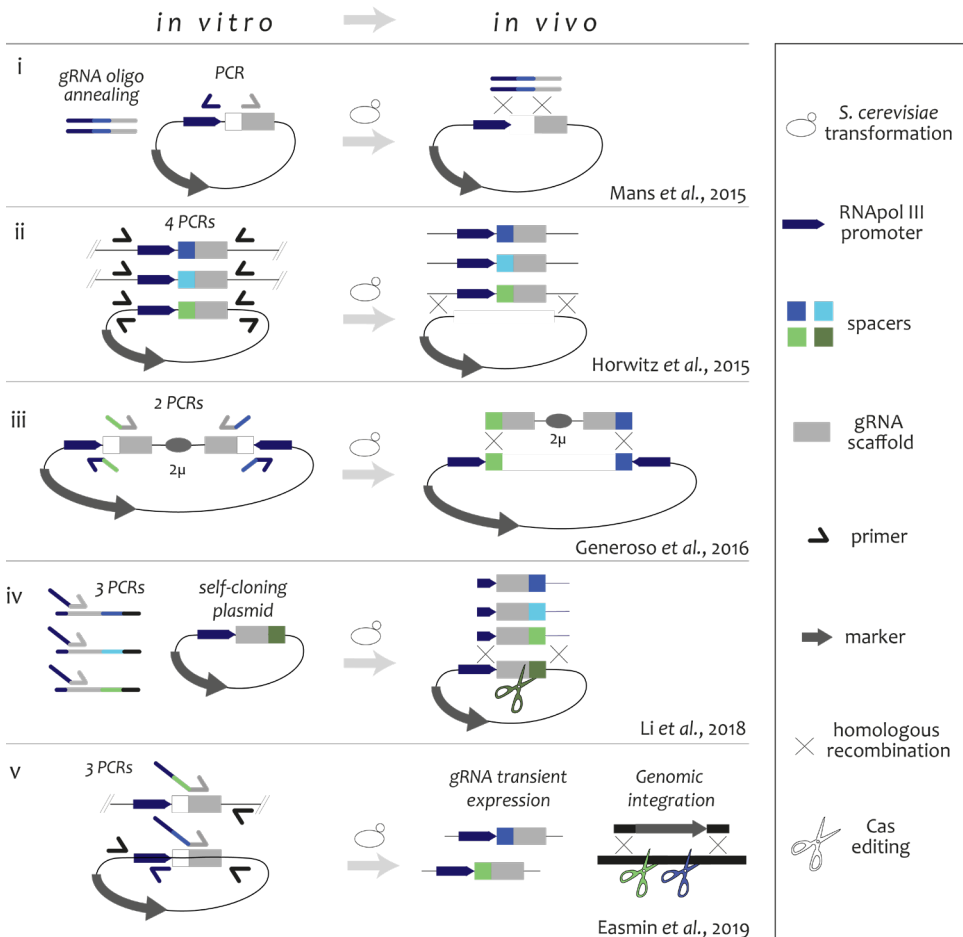 in vitro
in vivo
i
gRNA oligo
annealing
PCR
Mans et al., 2015
ii
4 PCRs
Horwitz et al., 2015
iii
2 PCRs
2µ
2µ
Generoso et al., 2016
iv
3 PCRs
self-cloning
plasmid
Li et al., 2018
v
3 PCRs
gRNA transient
expression
Genomic
integration
Easmin et al., 2019
S. cerevisiae
transformation
RNApol III
promoter
spacers
gRNA
scaffold
primer
marker
homologous
recombination
Cas
editing